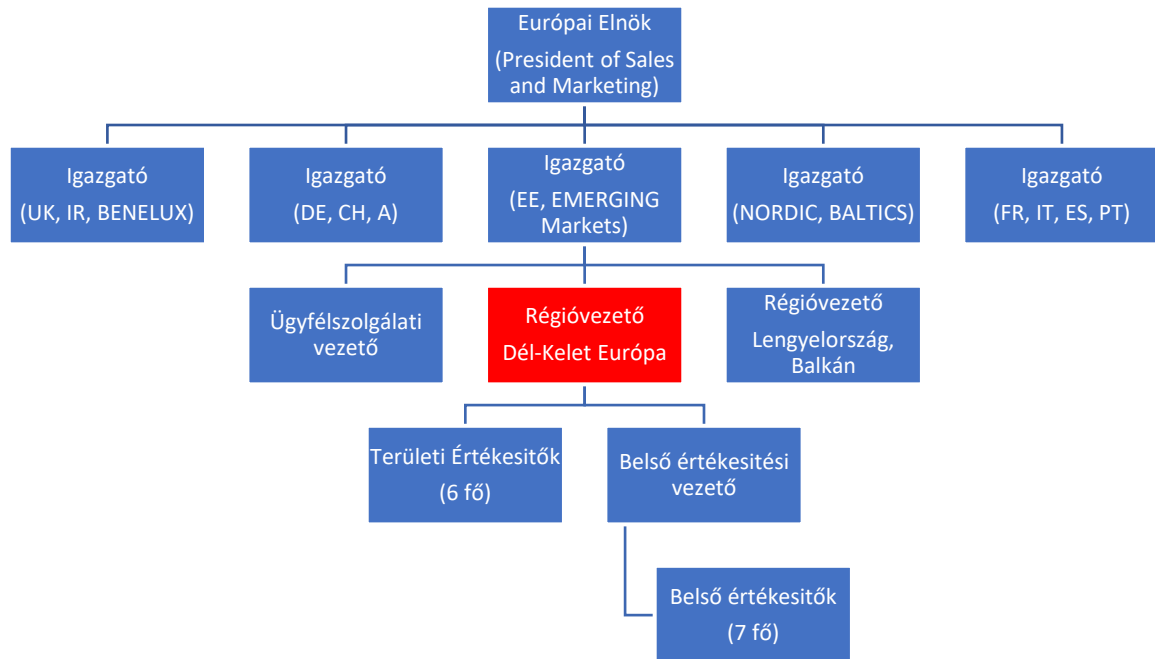 Európai Elnök
(President of Sales
and Marketing)
Igazgató
(UK, IR, BENELUX)
Igazgató
(DE, CH, A)
Igazgató
(EE, EMERGING
Markets)
Igazgató
(NORDIC, BALTICS)
Igazgató
(FR, IT, ES, PT)
Ügyfélszolgálati
vezető
Régióvezető
Dél-Kelet Európa
Régióvezető
Lengyelország,
Balkán
Területi Értékesitők
(6 fő)
Belső értékesitési
vezető
Belső értékesitők
(7 fő)